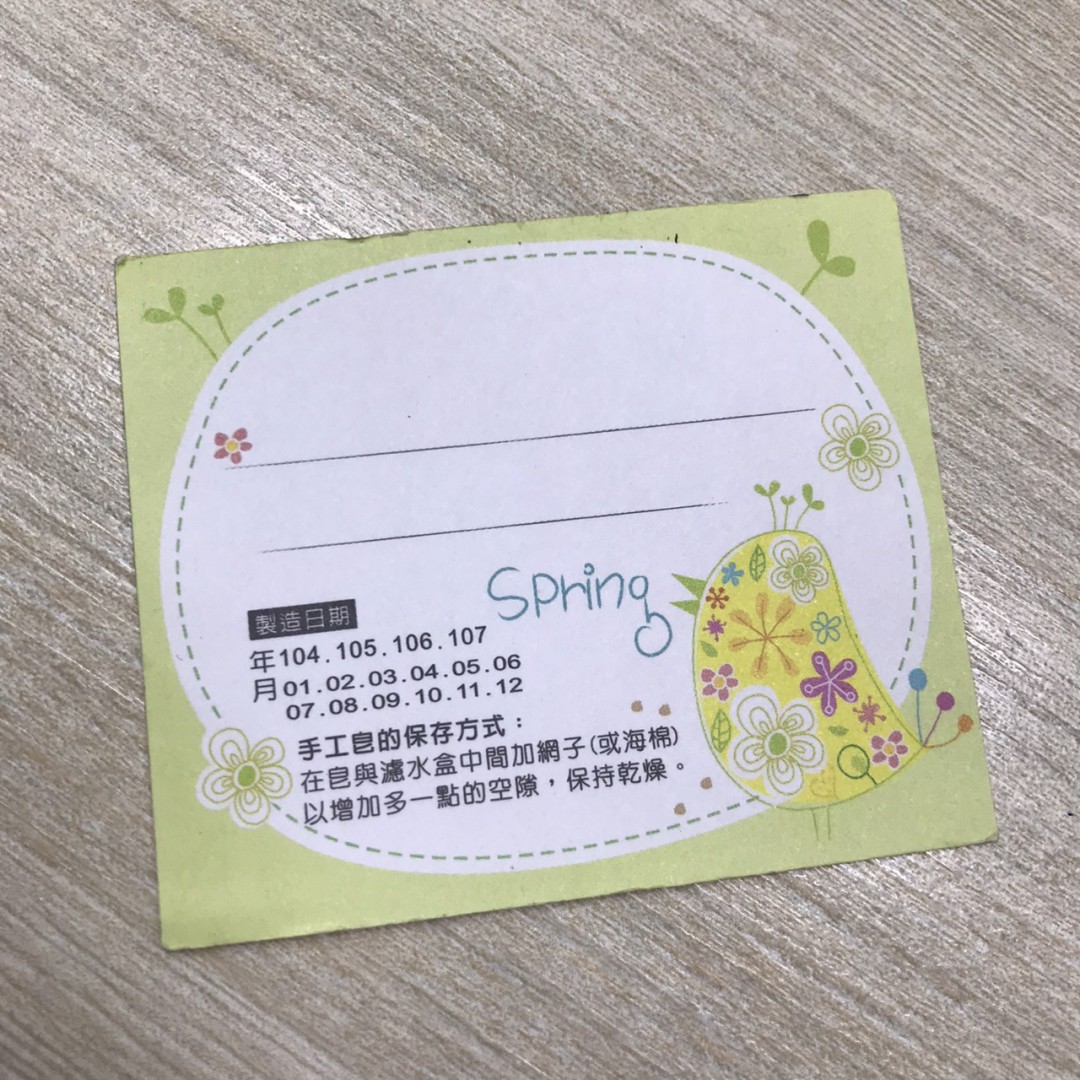 Spring
製造日期
年104.105.106.107
月01.02.03.04.05.06
07.08.09.10.11.12
手工皂的保存方式：
在皂與濾水盒中間加網子(或海棉)
以增加多一點的空隙，保持乾燥。